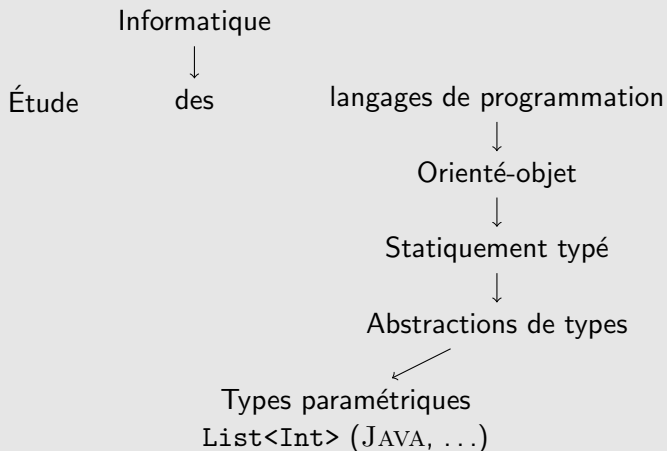 Informatique
Étude des langages de programmation
Orienté-objet
Statiquement typé
Abstractions de types
Types paramétriques
List<Int> (JAVA, ...)